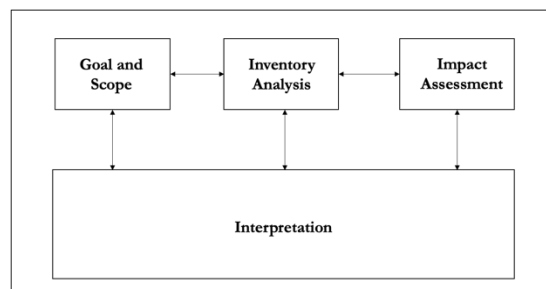 Goal and
Scope
Inventory
Analysis
Impact
Assessment
Interpretation